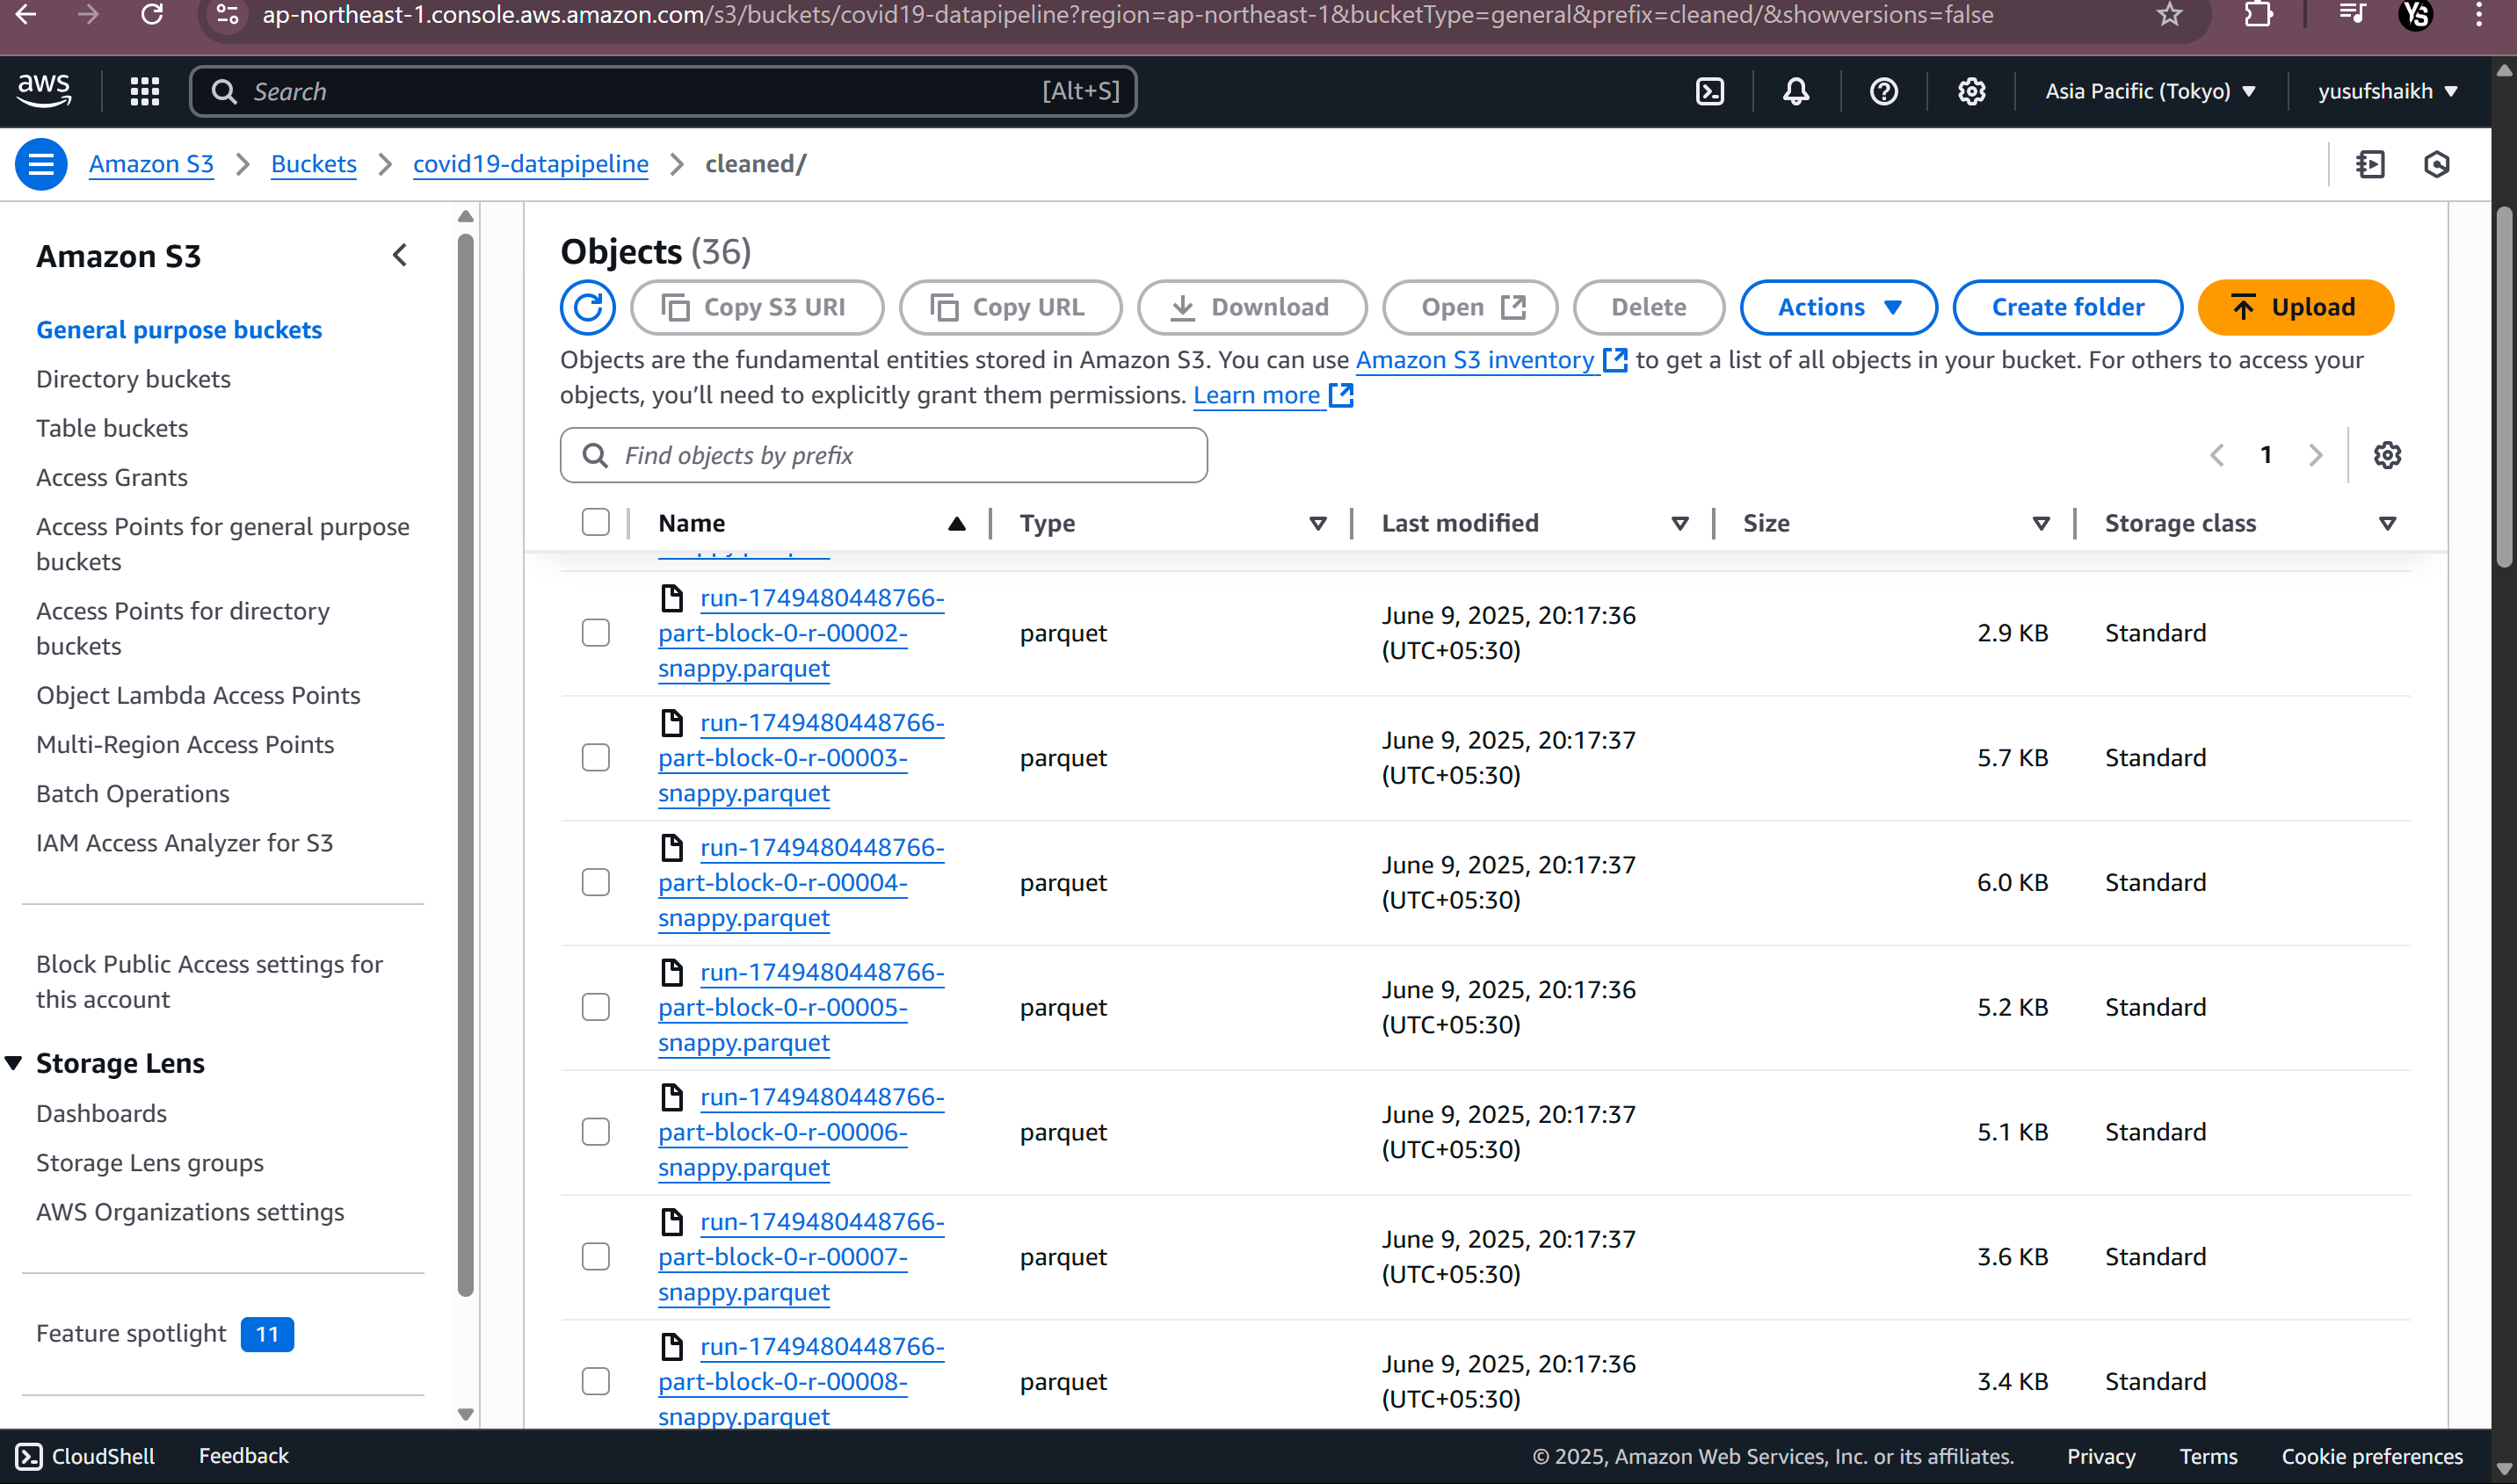 ap-northeast-1.console.aws.amazon.com/s3/buckets/covid19-datapipeline?region=ap-northeast-1&bucketType=general&prefix=cleaned/&showversions=false
YS
aws
Search
[Alt+S]
Asia Pacific (Tokyo)
yusufshaikh
Amazon S3
Buckets
covid19-datapipeline
cleaned/
Amazon S3
General purpose buckets
Directory buckets
Table buckets
Access Grants
Access Points for general purpose
buckets
Access Points for directory
buckets
Object Lambda Access Points
Multi-Region Access Points
Batch Operations
IAM Access Analyzer for S3
Block Public Access settings for
this account
Storage Lens
Dashboards
Storage Lens groups
AWS Organizations settings
Feature spotlight 11
Objects (36)
Copy S3 URI
Copy URL
Download
Open
Delete
Actions
Create folder
Upload
Objects are the fundamental entities stored in Amazon S3. You can use Amazon S3 inventory to get a list of all objects in your bucket. For others to access your
objects, you’ll need to explicitly grant them permissions. Learn more
Find objects by prefix
1
Name Type Last modified Size Storage class
run-1749480448766-
part-block-0-r-00002-
snappy.parquet
parquet
June 9, 2025, 20:17:36
(UTC+05:30)
2.9 KB
Standard
run-1749480448766-
part-block-0-r-00003-
snappy.parquet
parquet
June 9, 2025, 20:17:37
(UTC+05:30)
5.7 KB
Standard
run-1749480448766-
part-block-0-r-00004-
snappy.parquet
parquet
June 9, 2025, 20:17:37
(UTC+05:30)
6.0 KB
Standard
run-1749480448766-
part-block-0-r-00005-
snappy.parquet
parquet
June 9, 2025, 20:17:36
(UTC+05:30)
5.2 KB
Standard
run-1749480448766-
part-block-0-r-00006-
snappy.parquet
parquet
June 9, 2025, 20:17:37
(UTC+05:30)
5.1 KB
Standard
run-1749480448766-
part-block-0-r-00007-
snappy.parquet
parquet
June 9, 2025, 20:17:37
(UTC+05:30)
3.6 KB
Standard
run-1749480448766-
part-block-0-r-00008-
snappy.parquet
parquet
June 9, 2025, 20:17:36
(UTC+05:30)
3.4 KB
Standard
CloudShell
Feedback
© 2025, Amazon Web Services, Inc. or its affiliates.
Privacy
Terms
Cookie preferences